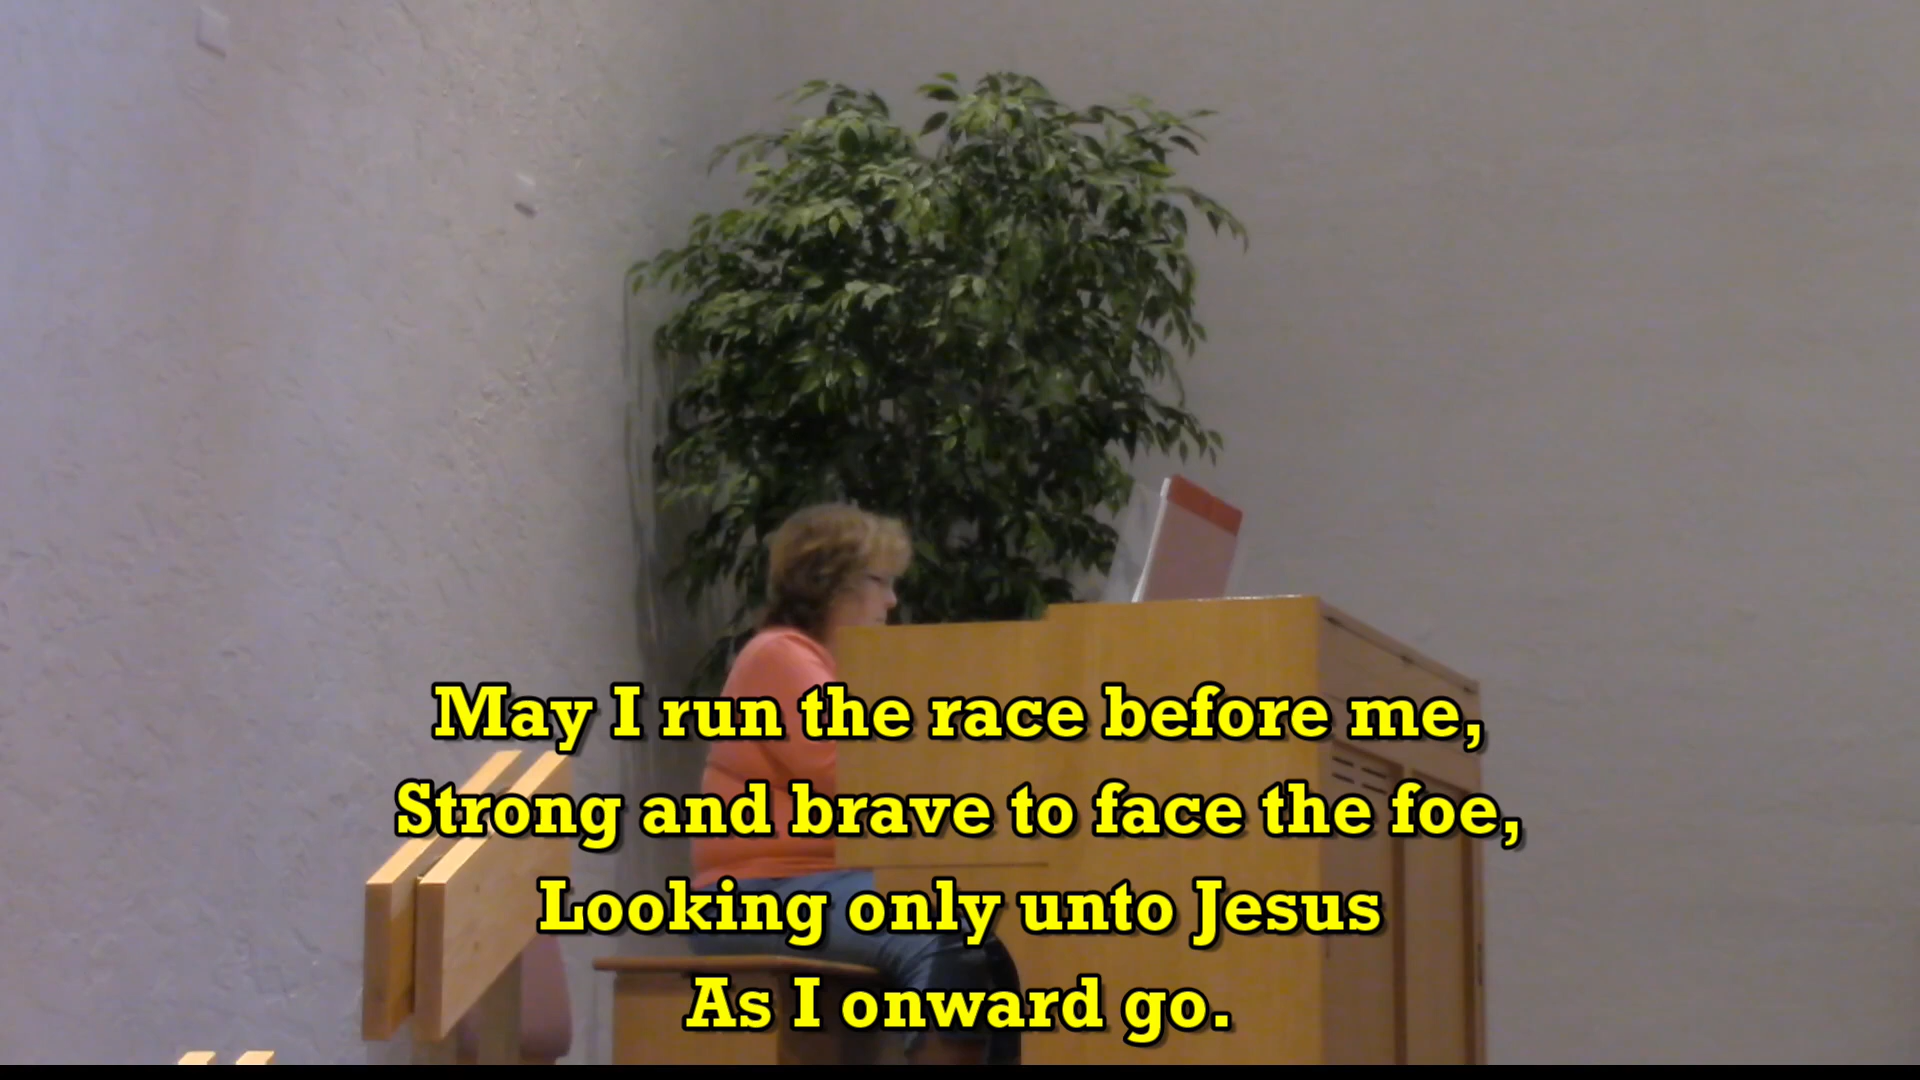 May I run the race before me,
Strong and brave to face the foe,
Looking only unto Jesus
As I onward go.